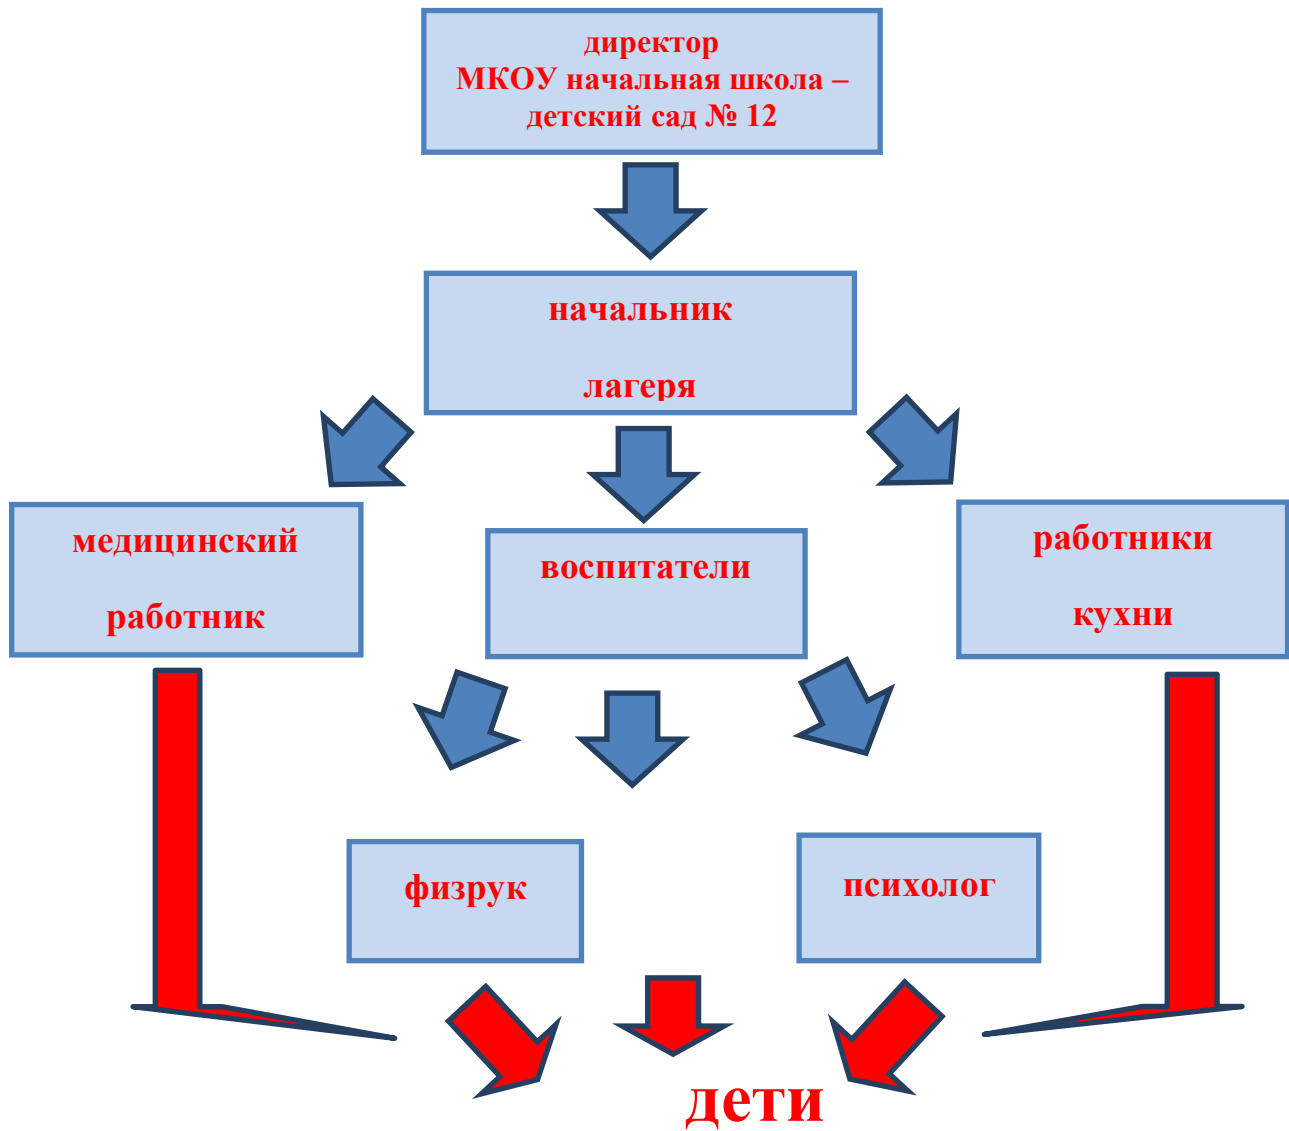 директор
МКОУ начальная школа –
детский сад № 12
начальник
лагеря
медицинский
работник
воспитатели
работники
кухни
физрук
психолог
дети